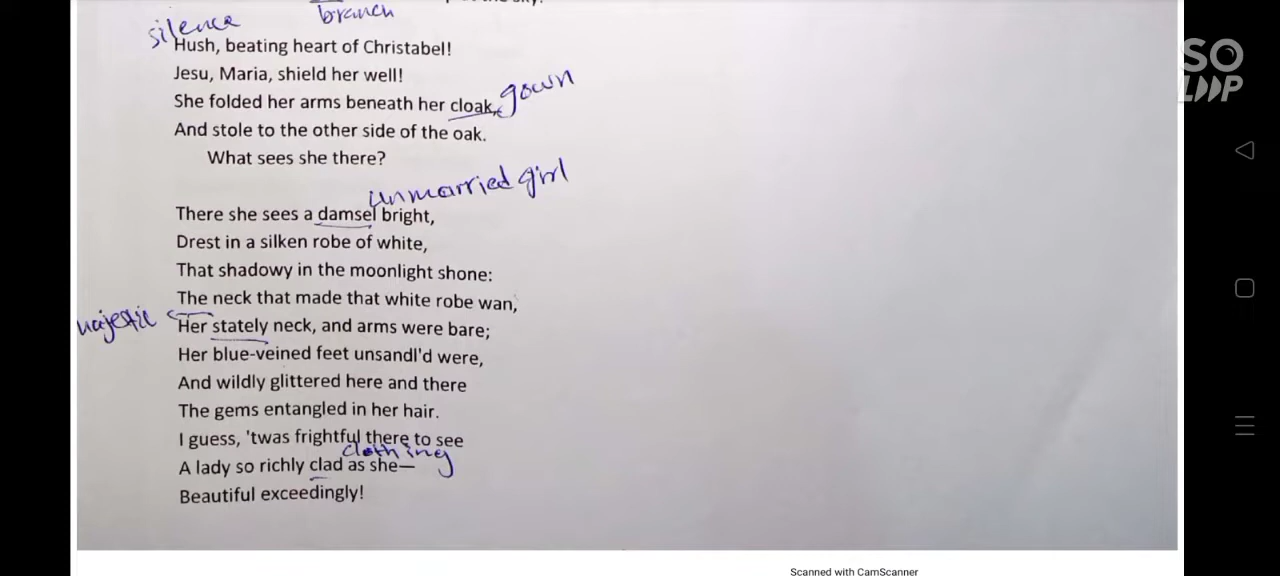 silence
branch
Hush, beating heart of Christabel!
Jesu, Maria, shield her well!
She folded her arms beneath her cloak, gown
And stole to the other side of the oak.
What sees she there?
unmarried girl
There she sees a damsel bright,
Drest in a silken robe of white,
That shadowy in the moonlight shone:
The neck that made that white robe wan,
majestic
Her stately neck, and arms were bare;
Her blue-veined feet unsandl'd were,
And wildly glittered here and there
The gems entangled in her hair.
I guess, 'twas frightful there to see
clothing
A lady so richly clad as she—
Beautiful exceedingly!
Scanned with CamScanner
SO
LOOP